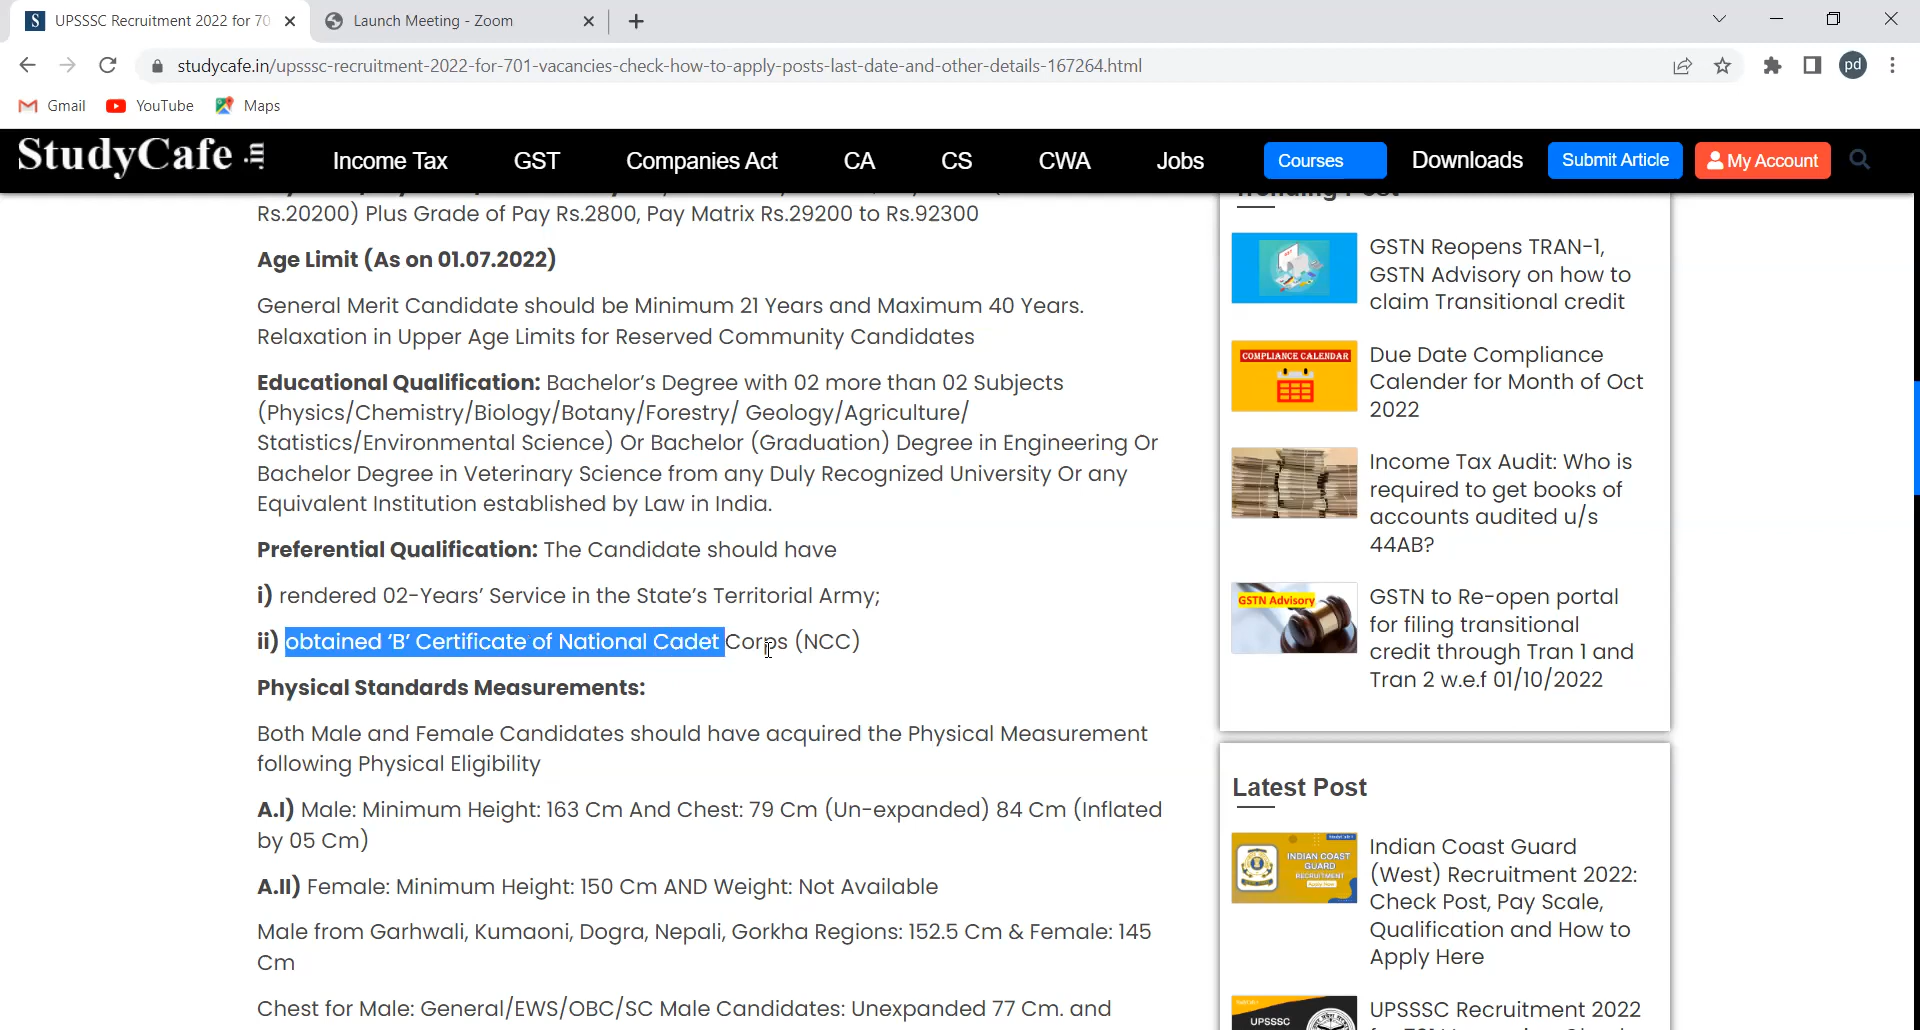 UPSSSC Recruitment 2022 for 70
Launch Meeting - Zoom
studycafe.in/upsssc-recruitment-2022-for-701-vacancies-check-how-to-apply-posts-last-date-and-other-details-167264.html
pd
Gmail YouTube Maps
StudyCafe .in
Income Tax GST Companies Act CA CS CWA Jobs Courses Downloads Submit Article My Account
Rs.20200) Plus Grade of Pay Rs.2800, Pay Matrix Rs.29200 to Rs.92300
Age Limit (As on 01.07.2022)
General Merit Candidate should be Minimum 21 Years and Maximum 40 Years.
Relaxation in Upper Age Limits for Reserved Community Candidates
Educational Qualification: Bachelor's Degree with 02 more than 02 Subjects
(Physics/Chemistry/Biology/Botany/Forestry/ Geology/Agriculture/
Statistics/Environmental Science) Or Bachelor (Graduation) Degree in Engineering Or
Bachelor Degree in Veterinary Science from any Duly Recognized University Or any
Equivalent Institution established by Law in India.
Preferential Qualification: The Candidate should have
i) rendered 02-Years' Service in the State's Territorial Army;
ii) obtained 'B' Certificate of National Cadet Corps (NCC)
Physical Standards Measurements:
Both Male and Female Candidates should have acquired the Physical Measurement
following Physical Eligibility
A.I) Male: Minimum Height: 163 Cm And Chest: 79 Cm (Un-expanded) 84 Cm (Inflated
by 05 Cm)
A.II) Female: Minimum Height: 150 Cm AND Weight: Not Available
Male from Garhwali, Kumaoni, Dogra, Nepali, Gorkha Regions: 152.5 Cm & Female: 145
Cm
Chest for Male: General/EWS/OBC/SC Male Candidates: Unexpanded 77 Cm. and
Trending Post
GSTN Reopens TRAN-1,
GSTN Advisory on how to
claim Transitional credit
COMPLIANCE CALENDAR
Due Date Compliance
Calender for Month of Oct
2022
Income Tax Audit: Who is
required to get books of
accounts audited u/s
44AB?
GSTN Advisory
GSTN to Re-open portal
for filing transitional
credit through Tran 1 and
Tran 2 w.e.f 01/10/2022
Latest Post
INDIAN COAST
GUARD
RECRUITMENT
Apply Now
Indian Coast Guard
(West) Recruitment 2022:
Check Post, Pay Scale,
Qualification and How to
Apply Here
UPSSSC
UPSSSC Recruitment 2022